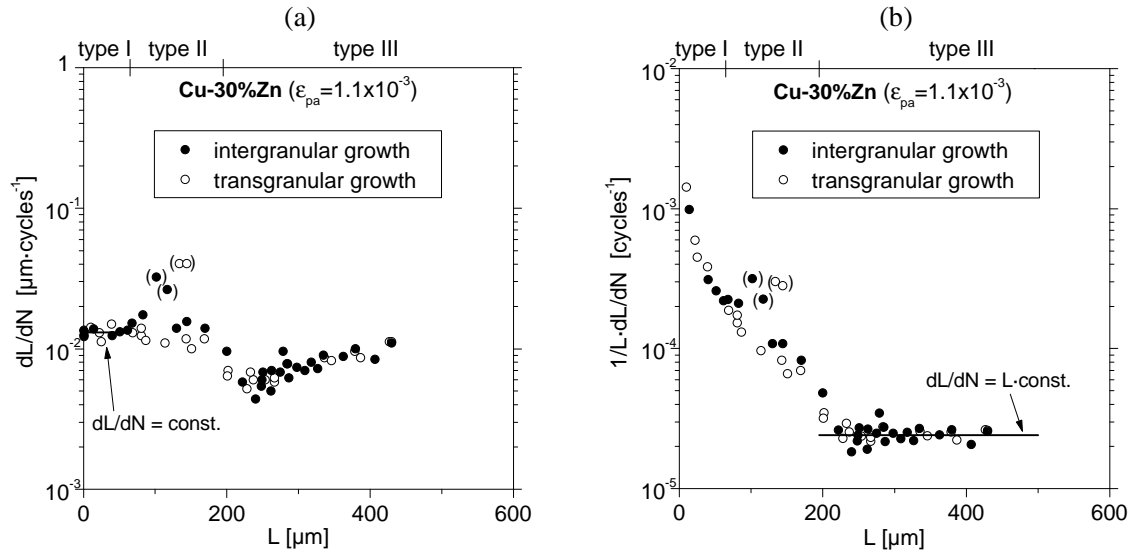 (a)
type I type II type III
Cu-30%Zn (εpa=1.1x10⁻³)
intergranular growth
transgranular growth
dL/dN [µm·cycles⁻¹]
1
10⁻¹
10⁻²
10⁻³
( ) ( ) ( )
dL/dN = const.
0 200 400 600
L [µm]
(b)
type I type II type III
Cu-30%Zn (εpa=1.1x10⁻³)
intergranular growth
transgranular growth
1/L·dL/dN [cycles⁻¹]
10⁻²
10⁻³
10⁻⁴
10⁻⁵
( ) ( ) ( )
dL/dN = L·const.
0 200 400 600
L [µm]